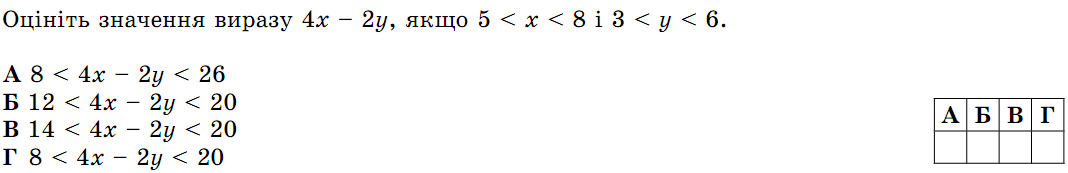 Оцініть значення виразу 4x − 2y, якщо 5 < x < 8 і 3 < y < 6.
А 8 < 4x − 2y < 26
Б 12 < 4x − 2y < 20
В 14 < 4x − 2y < 20
Г 8 < 4x − 2y < 20
А Б В Г